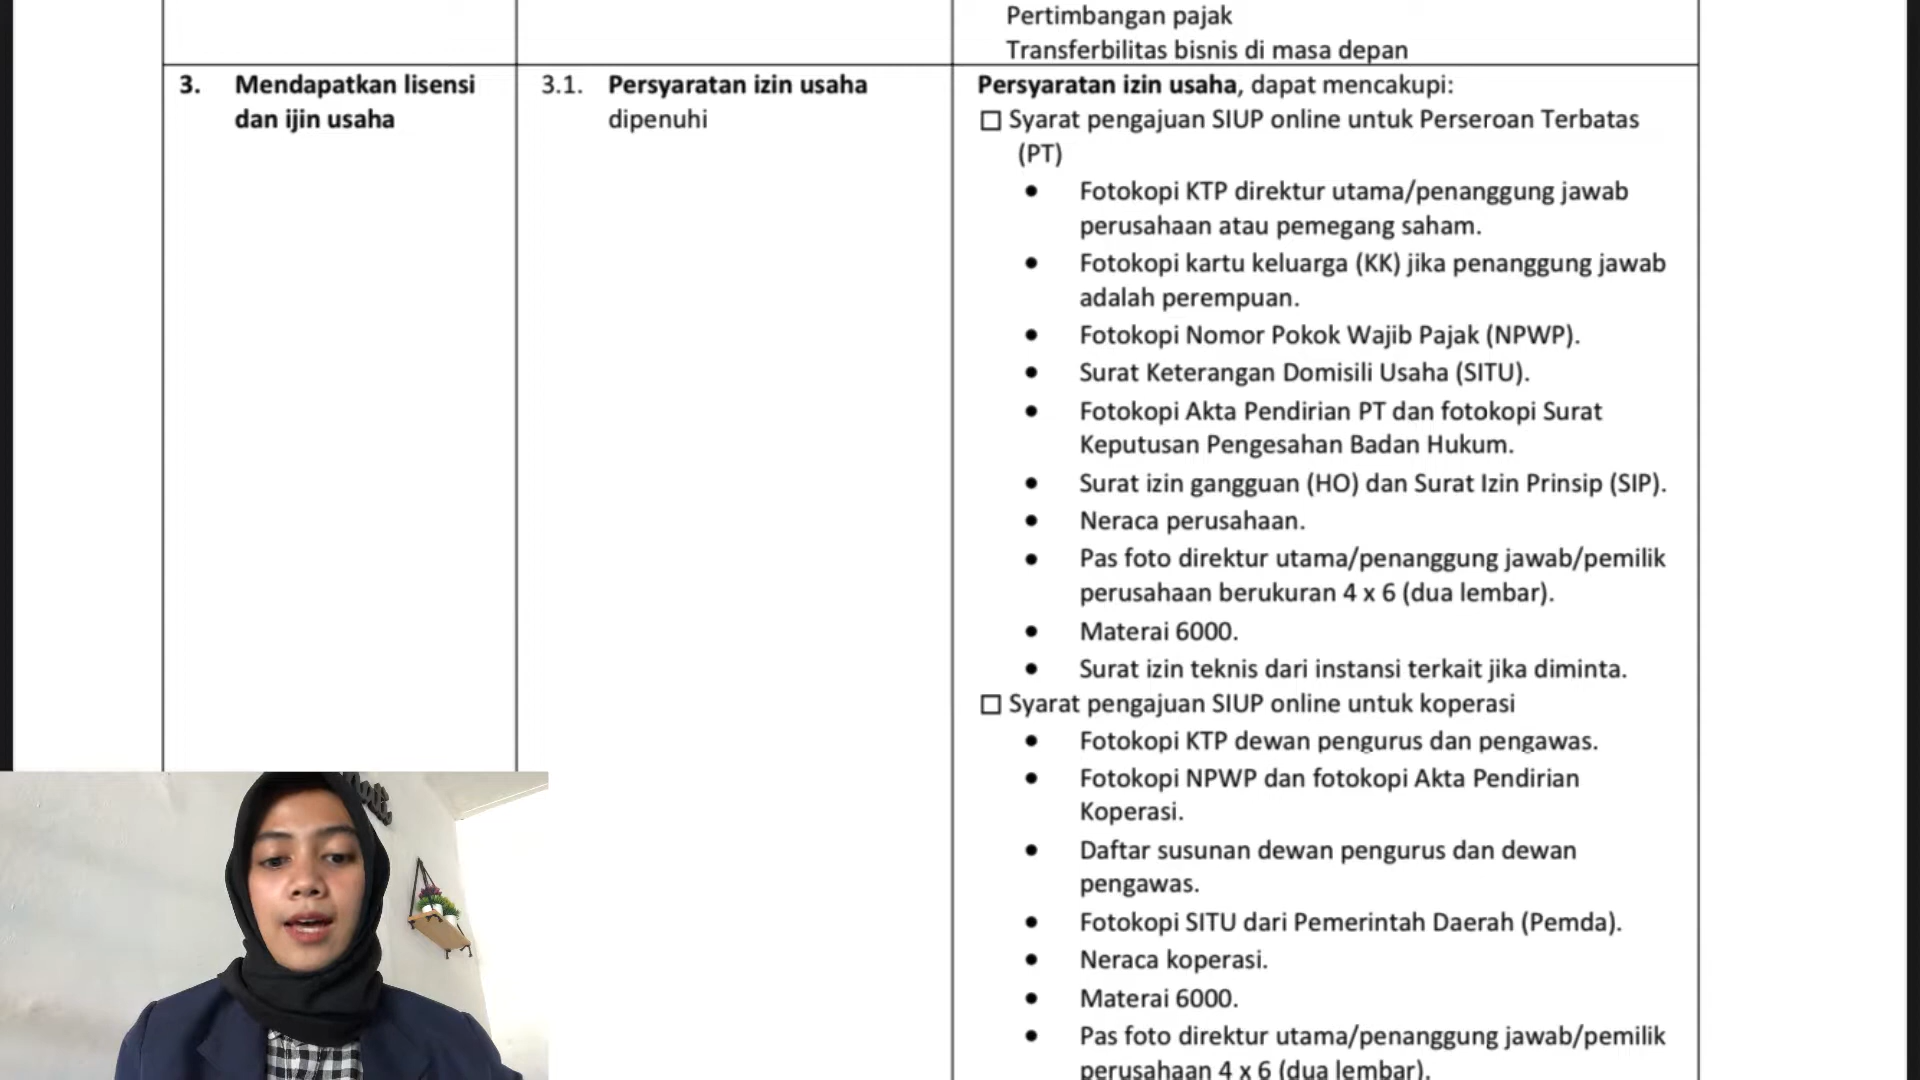 Pertimbangan pajak
Transferbilitas bisnis di masa depan
3. Mendapatkan lisensi
dan ijin usaha
3.1. Persyaratan izin usaha
dipenuhi
Persyaratan izin usaha, dapat mencakupi:
☐ Syarat pengajuan SIUP online untuk Perseroan Terbatas
(PT)
• Fotokopi KTP direktur utama/penanggung jawab
perusahaan atau pemegang saham.
• Fotokopi kartu keluarga (KK) jika penanggung jawab
adalah perempuan.
• Fotokopi Nomor Pokok Wajib Pajak (NPWP).
• Surat Keterangan Domisili Usaha (SITU).
• Fotokopi Akta Pendirian PT dan fotokopi Surat
Keputusan Pengesahan Badan Hukum.
• Surat izin gangguan (HO) dan Surat Izin Prinsip (SIP).
• Neraca perusahaan.
• Pas foto direktur utama/penanggung jawab/pemilik
perusahaan berukuran 4 x 6 (dua lembar).
• Materai 6000.
• Surat izin teknis dari instansi terkait jika diminta.
☐ Syarat pengajuan SIUP online untuk koperasi
• Fotokopi KTP dewan pengurus dan pengawas.
• Fotokopi NPWP dan fotokopi Akta Pendirian
Koperasi.
• Daftar susunan dewan pengurus dan dewan
pengawas.
• Fotokopi SITU dari Pemerintah Daerah (Pemda).
• Neraca koperasi.
• Materai 6000.
• Pas foto direktur utama/penanggung jawab/pemilik
perusahaan 4 x 6 (dua lembar).